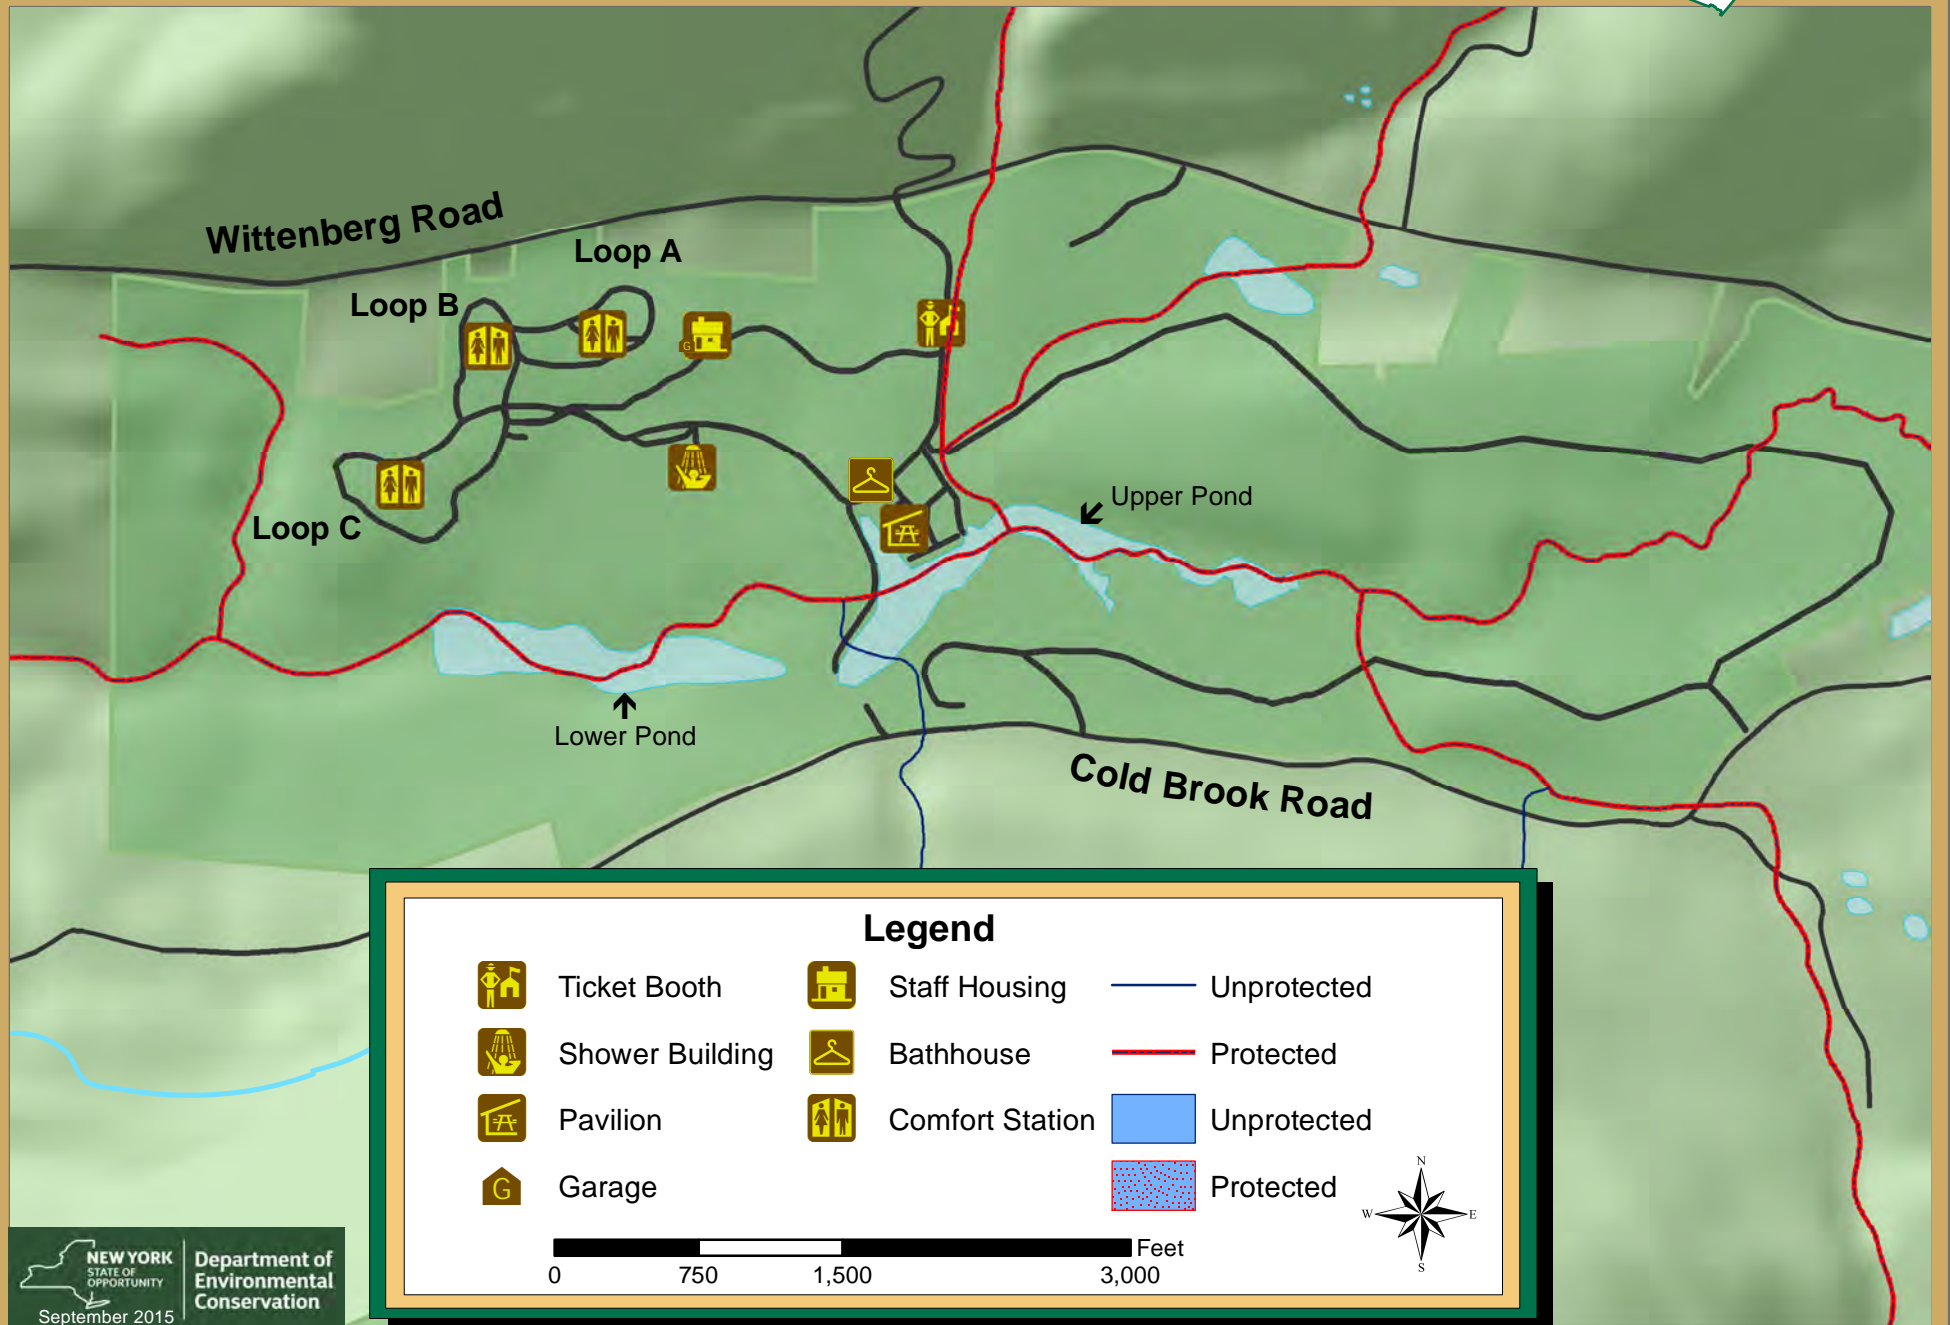 Wittenberg Road
Loop A
Loop B
G
Loop C
Upper Pond
Lower Pond
Cold Brook Road
Legend
Ticket Booth
Staff Housing
Unprotected
Shower Building
Bathhouse
Protected
Pavilion
Comfort Station
Unprotected
G
Garage
Protected
N
W
E
S
Feet
0
750
1,500
3,000
NEW YORK
STATE OF
OPPORTUNITY
Department of
Environmental
Conservation
September 2015